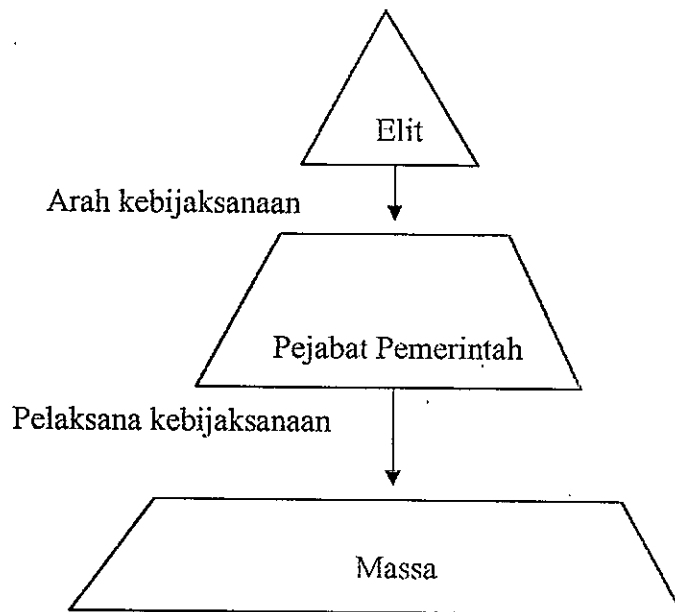 Elit
Arah kebijaksanaan
Pejabat Pemerintah
Pelaksana kebijaksanaan
Massa